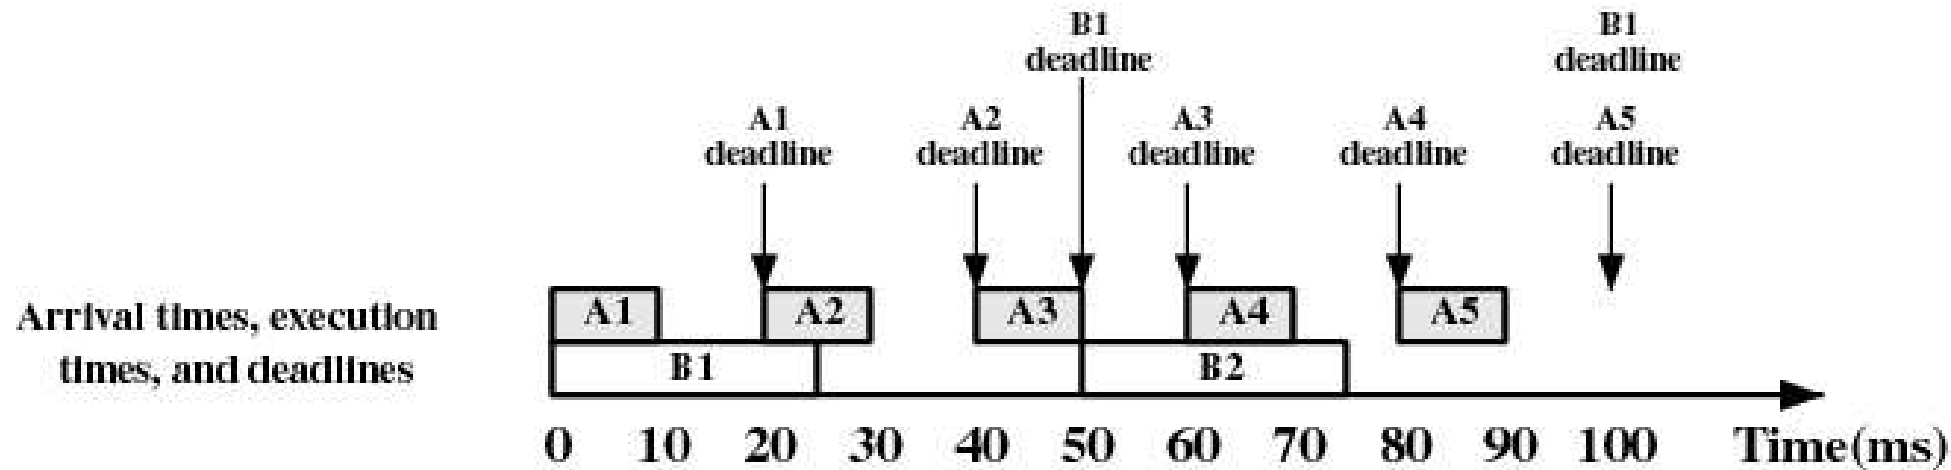 B1
deadline
B1
deadline
A1
deadline
A2
deadline
A3
deadline
A4
deadline
A5
deadline
Arrival times, execution
times, and deadlines
A1 A2 A3 A4 A5
B1 B2
0 10 20 30 40 50 60 70 80 90 100 Time(ms)